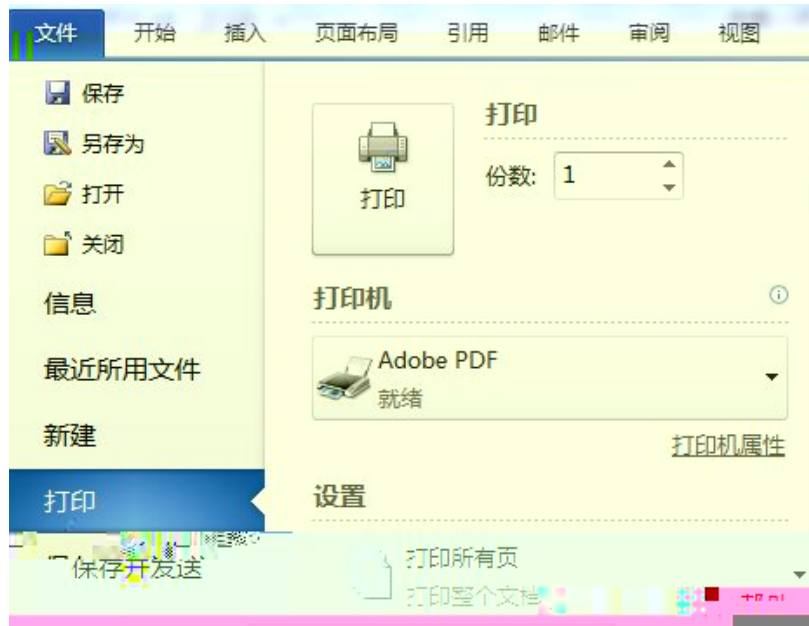 文件 开始 插入 页面布局 引用 邮件 审阅 视图
保存
另存为
打开
关闭
信息
最近所用文件
新建
打印
保存并发送
打印
打印
份数: 1
打印机
Adobe PDF
就绪
打印机属性
设置
打印所有页
打印整个文档